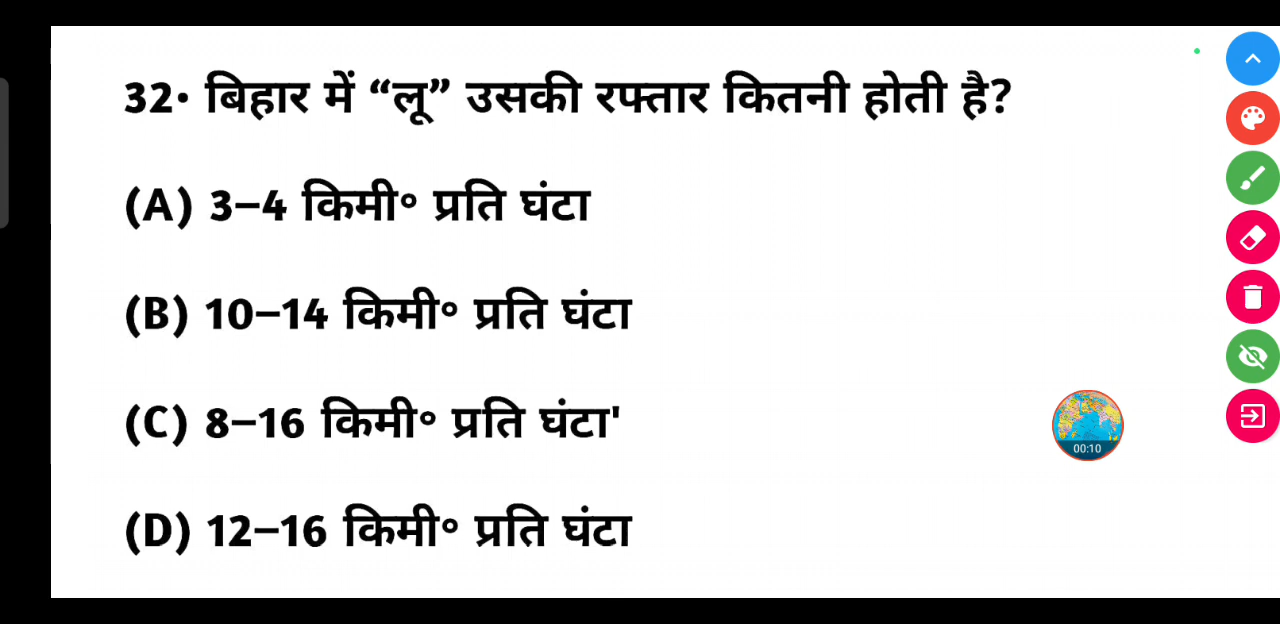 32· बिहार में “लू” उसकी रफ्तार कितनी होती है?
(A) 3–4 किमी॰ प्रति घंटा
(B) 10–14 किमी॰ प्रति घंटा
(C) 8–16 किमी॰ प्रति घंटा'
00:10
(D) 12–16 किमी॰ प्रति घंटा